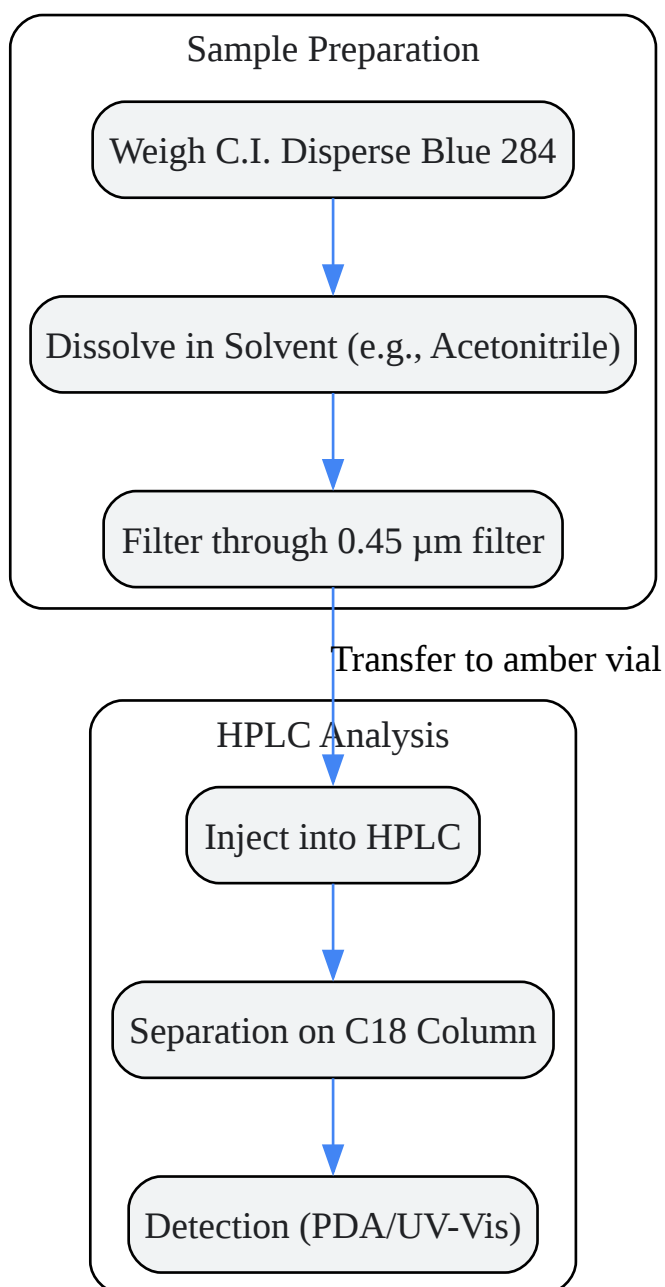 Sample Preparation
Weigh C.I. Disperse Blue 284
Dissolve in Solvent (e.g., Acetonitrile)
Filter through 0.45 µm filter
Transfer to amber vial
HPLC Analysis
Inject into HPLC
Separation on C18 Column
Detection (PDA/UV-Vis)